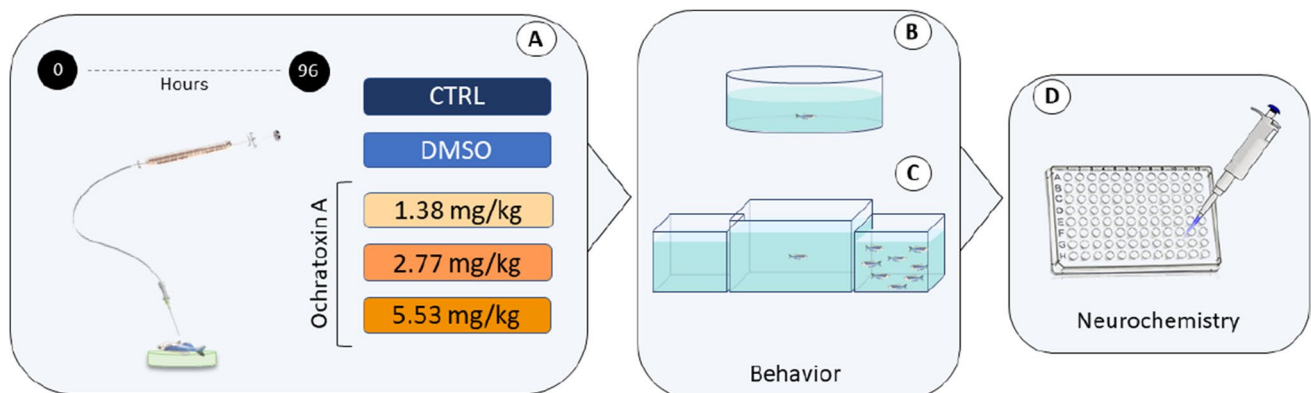 A
0
96
Hours
CTRL
DMSO
Ochratoxin A
1.38 mg/kg
2.77 mg/kg
5.53 mg/kg
B
C
Behavior
D
A
B
C
D
E
F
G
H
Neurochemistry